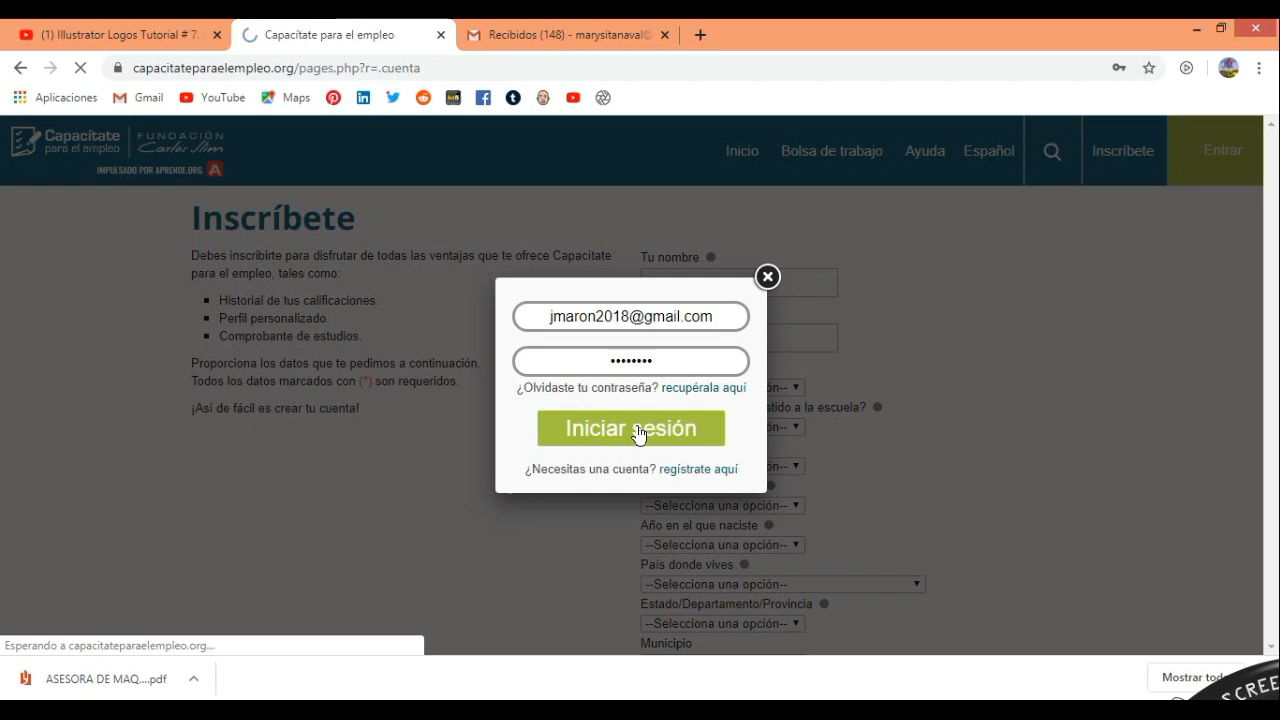 (1) Illustrator Logos Tutorial # 7.
Capacítate para el empleo
Recibidos (148) - marysitanaval@
capacitateparaelempleo.org/pages.php?r=.cuenta
Aplicaciones
Gmail
YouTube
Maps
Capacítate para el empleo
FUNDACIÓN Carlos Slim
IMPULSADO POR APRENDE.ORG A
Inicio
Bolsa de trabajo
Ayuda
Español
Inscríbete
Entrar
Inscríbete
Debes inscribirte para disfrutar de todas las ventajas que te ofrece Capacítate
para el empleo, tales como:
Historial de tus calificaciones.
Perfil personalizado.
Comprobante de estudios.
Proporciona los datos que te pedimos a continuación.
Todos los datos marcados con (*) son requeridos.
¡Así de fácil es crear tu cuenta!
Tu nombre
jmaron2018@gmail.com
••••••••
¿Olvidaste tu contraseña? recupérala aquí
Iniciar sesión
¿Necesitas una cuenta? regístrate aquí
a la escuela?
--Selecciona una opción--
Año en el que naciste
--Selecciona una opción--
País donde vives
--Selecciona una opción--
Estado/Departamento/Provincia
--Selecciona una opción--
Municipio
Esperando a capacitateparaelempleo.org...
ASESORA DE MAQ....pdf
Mostrar
SCREE